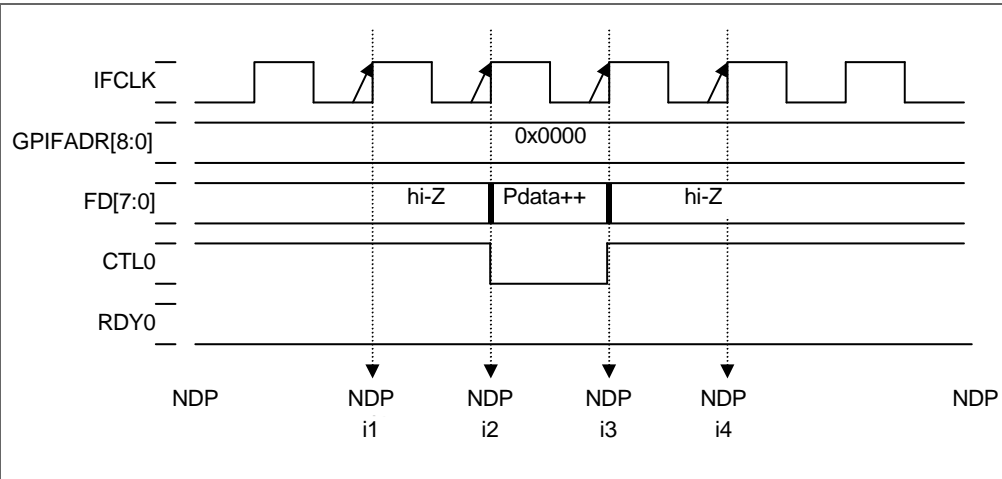 IFCLK
GPIFADR[8:0]
0x0000
FD[7:0]
hi-Z
Pdata++
hi-Z
CTL0
RDY0
NDP NDP NDP NDP NDP NDP
i1 i2 i3 i4